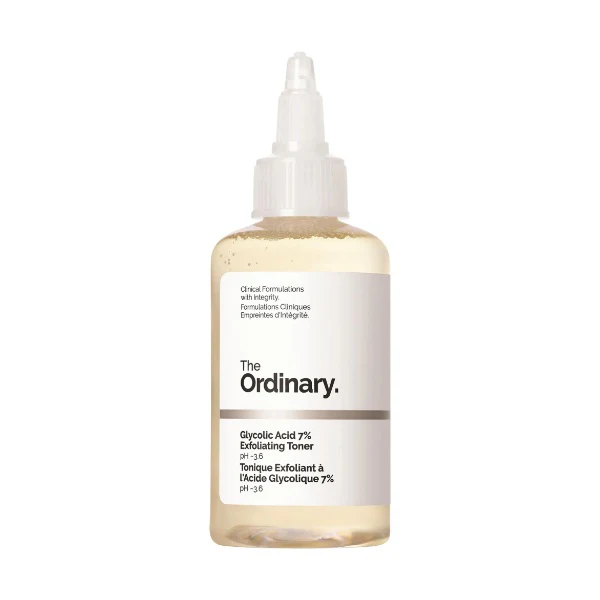 Clinical Formulations
with Integrity.
Formulations Cliniques
Empreintes d'Intégrité.
The
Ordinary.
Glycolic Acid 7%
Exfoliating Toner
pH ~3.6
Tonique Exfoliant à
l'Acide Glycolique 7%
pH ~3.6